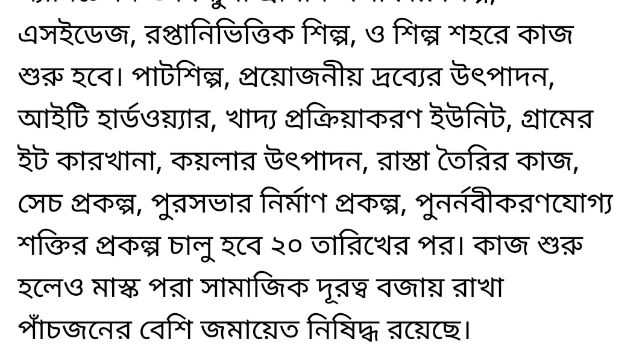 এসইডেজ, রপ্তানিভিত্তিক শিল্প, ও শিল্প শহরে কাজ
শুরু হবে। পাটশিল্প, প্রয়োজনীয় দ্রব্যের উৎপাদন,
আইটি হার্ডওয়্যার, খাদ্য প্রক্রিয়াকরণ ইউনিট, গ্রামের
ইট কারখানা, কয়লার উৎপাদন, রাস্তা তৈরির কাজ,
সেচ প্রকল্প, পুরসভার নির্মাণ প্রকল্প, পুনর্নবীকরণযোগ্য
শক্তির প্রকল্প চালু হবে ২০ তারিখের পর। কাজ শুরু
হলেও মাস্ক পরা সামাজিক দূরত্ব বজায় রাখা
পাঁচজনের বেশি জমায়েত নিষিদ্ধ রয়েছে।